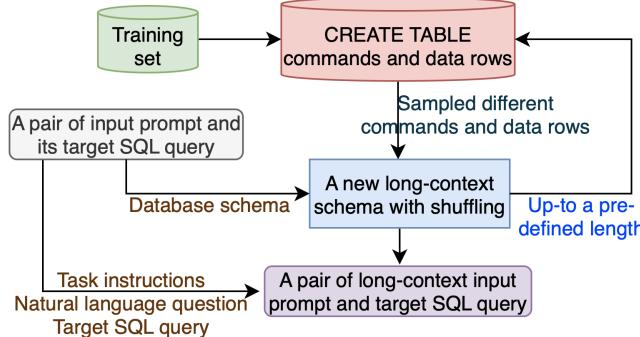 Training
set
CREATE TABLE
commands and data rows
Sampled different
commands and data rows
A pair of input prompt and
its target SQL query
Database schema
A new long-context
schema with shuffling
Up-to a pre-
defined length
Task instructions
Natural language question
Target SQL query
A pair of long-context input
prompt and target SQL query